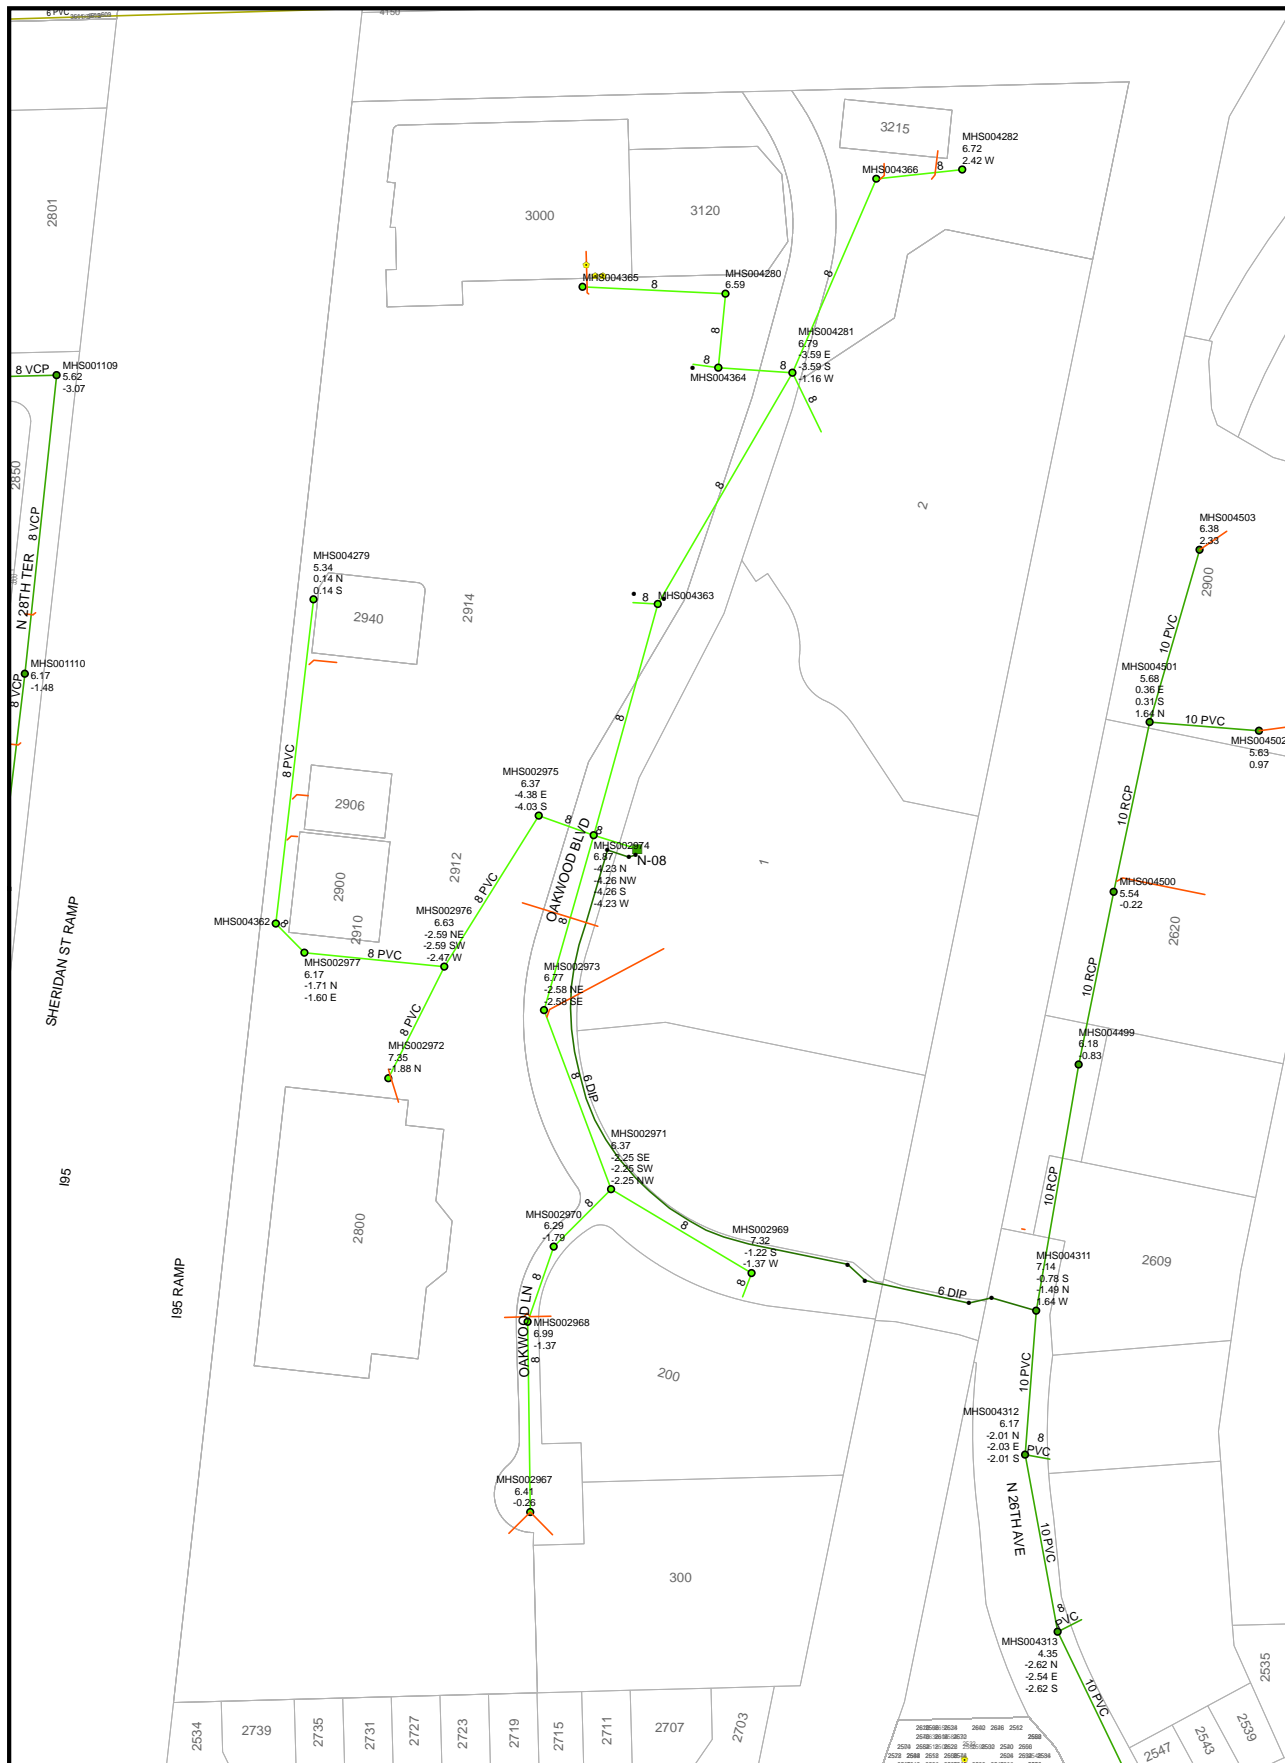 6 PVC
4150
3215
MHS004282
6.72
2.42 W
MHS004366
8
2801
3000
3120
MHS004365
8
MHS004280
6.59
8
8
MHS004281
6.79
-3.59 E
-3.59 S
-1.16 W
8
8
MHS004364
8
8 VCP
MHS001109
5.62
-3.07
2850
8 VCP
N 28TH TER
8
2
MHS004503
6.38
2.33
2900
MHS004279
5.34
0.14 N
0.14 S
2940
2914
8
MHS004363
10 PVC
MHS001110
6.17
-1.48
8 VCP
MHS004501
5.68
0.36 E
0.31 S
1.64 N
10 PVC
MHS004502
5.63
0.97
8
8 PVC
2906
MHS002975
6.37
-4.38 E
-4.03 S
8
8
OAKWOOD BLVD
MHS002974
6.87
-4.23 N
-4.26 NW
-4.26 S
-4.23 W
N-08
1
10 RCP
2912
8 PVC
2900
2910
MHS004500
5.54
-0.22
MHS004362
8
MHS002976
6.63
-2.59 NE
-2.59 SW
-2.47 W
8
2620
8 PVC
MHS002977
6.17
-1.71 N
-1.60 E
10 RCP
SHERIDAN ST RAMP
MHS002973
6.77
-2.58 NE
-2.58 SE
8 PVC
MHS002972
7.35
-1.88 N
MHS004499
6.18
-0.83
8
6 DIP
MHS002971
6.37
-2.25 SE
-2.25 SW
-2.25 NW
I95
10 RCP
2800
8
MHS002970
6.29
-1.79
8
MHS002969
7.32
-1.22 S
-1.37 W
8
2609
MHS004311
7.14
-0.78 S
-1.49 N
1.64 W
I95 RAMP
8
6 DIP
OAKWOOD LN
MHS002968
6.99
-1.37
8
200
10 PVC
MHS004312
6.17
-2.01 N
-2.03 E
-2.01 S
8
PVC
MHS002967
6.41
-0.26
N 26TH AVE
10 PVC
300
8
PVC
MHS004313
4.35
-2.62 N
-2.54 E
-2.62 S
10 PVC
2535
2534
2739
2735
2731
2727
2723
2719
2715
2711
2707
2703
2547
2543
2539